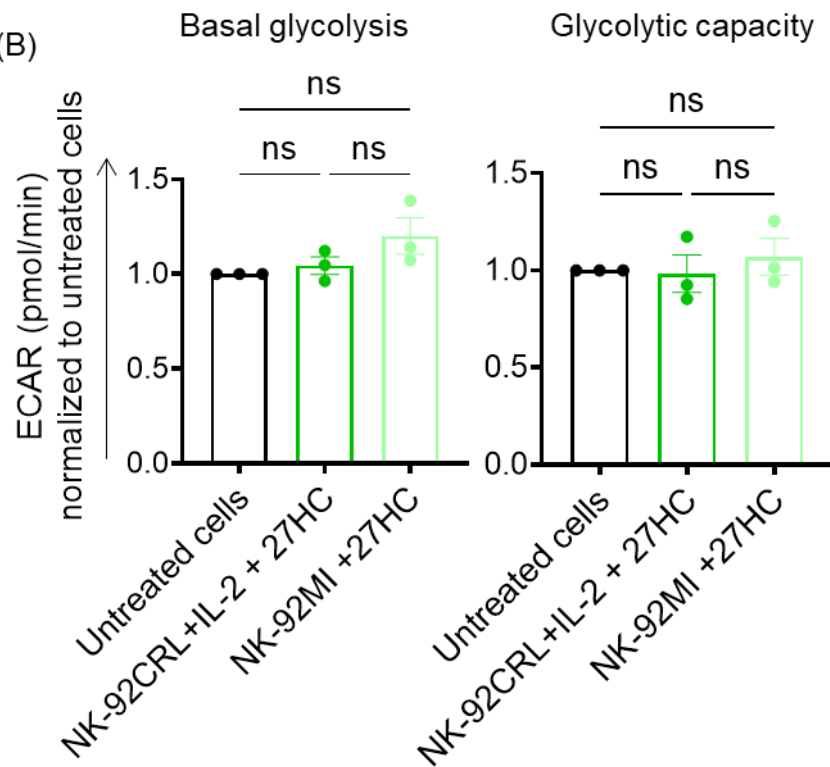 (B)
Basal glycolysis
Glycolytic capacity
ECAR (pmol/min)
normalized to untreated cells
ns
ns
ns
1.5
1.0
0.5
0.0
Untreated cells
NK-92CRL+IL-2 + 27HC
NK-92MI +27HC
ns
ns
ns
1.5
1.0
0.5
0.0
Untreated cells
NK-92CRL+IL-2 + 27HC
NK-92MI +27HC